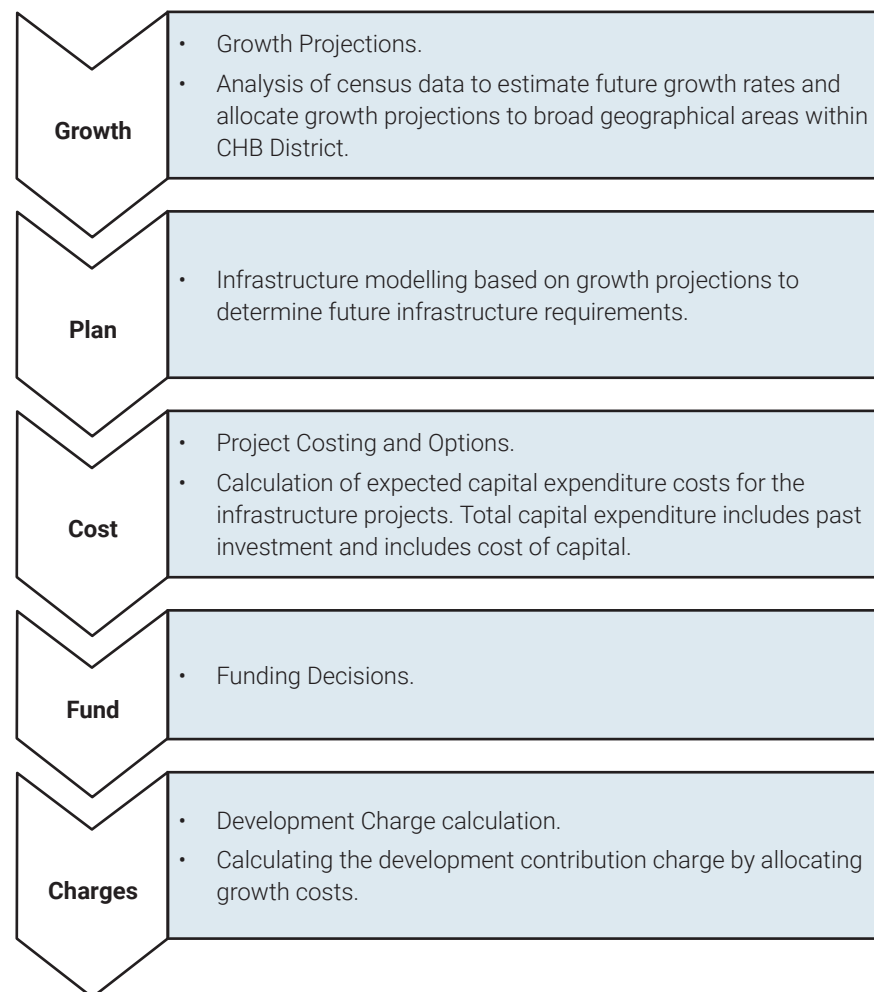 Growth
• Growth Projections.
• Analysis of census data to estimate future growth rates and
allocate growth projections to broad geographical areas within
CHB District.
Plan
• Infrastructure modelling based on growth projections to
determine future infrastructure requirements.
Cost
• Project Costing and Options.
• Calculation of expected capital expenditure costs for the
infrastructure projects. Total capital expenditure includes past
investment and includes cost of capital.
Fund
• Funding Decisions.
Charges
• Development Charge calculation.
• Calculating the development contribution charge by allocating
growth costs.